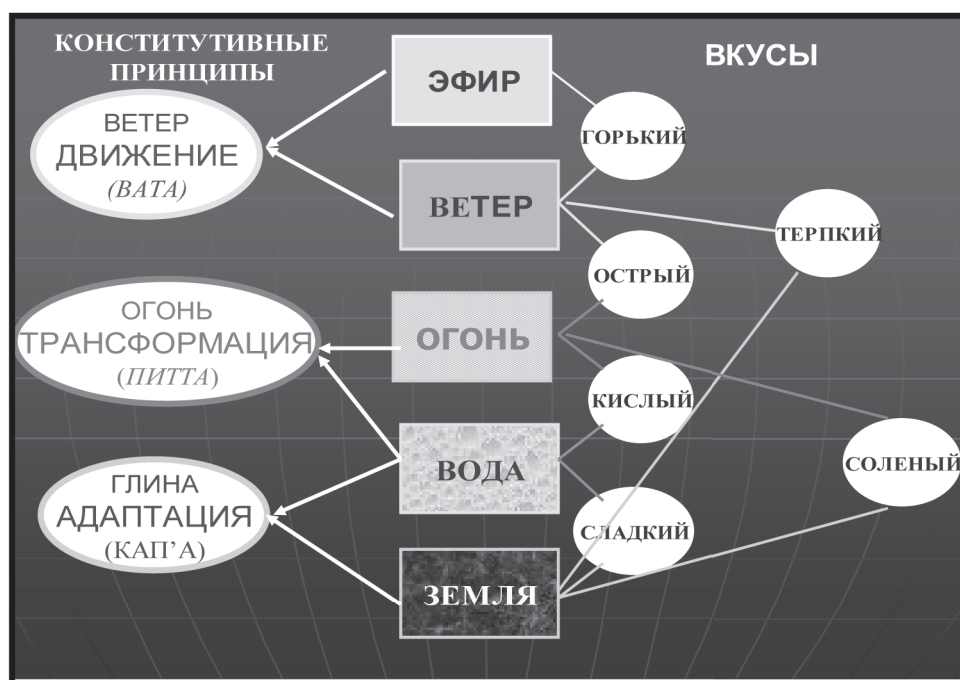 КОНСТИТУТИВНЫЕ
ПРИНЦИПЫ
ВЕТЕР
ДВИЖЕНИЕ
(ВАТА)
ОГОНЬ
ТРАНСФОРМАЦИЯ
(ПИТТА)
ГЛИНА
АДАПТАЦИЯ
(КАП’А)
ЭФИР
ВЕТЕР
ОГОНЬ
ВОДА
ЗЕМЛЯ
ВКУСЫ
ГОРЬКИЙ
ТЕРПКИЙ
ОСТРЫЙ
КИСЛЫЙ
СОЛЕНЫЙ
СЛАДКИЙ